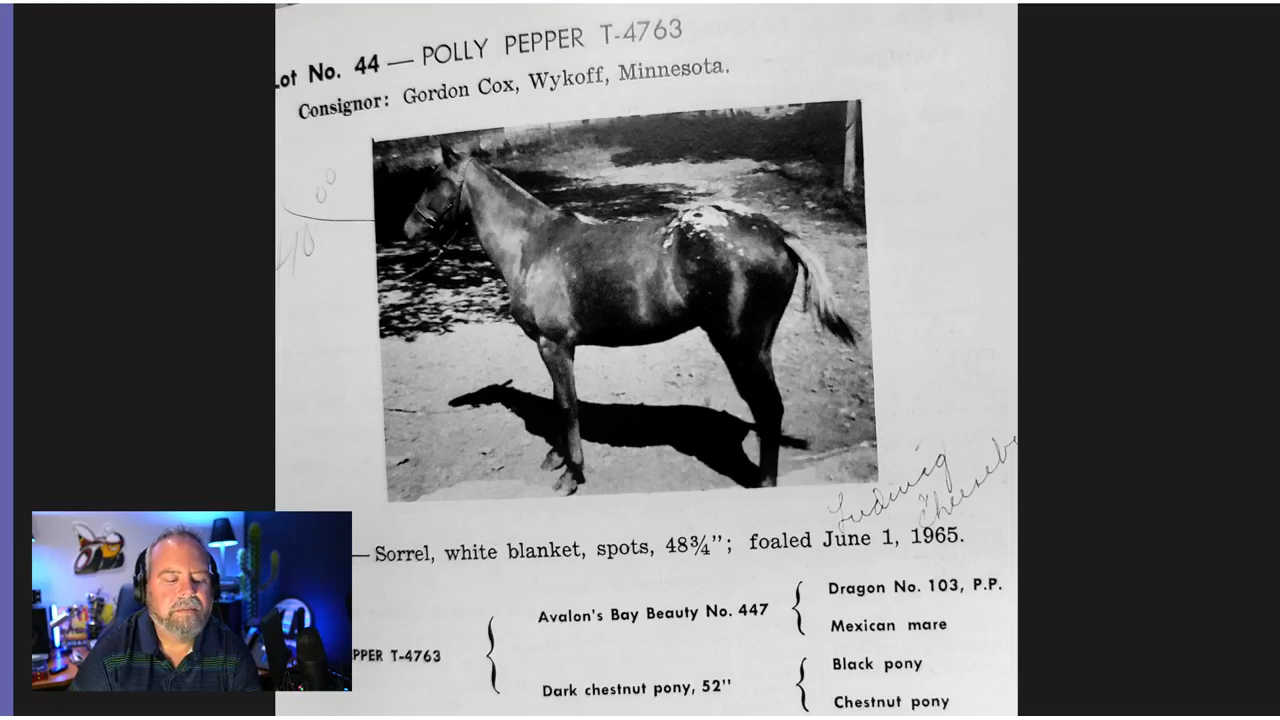 Lot No. 44 — POLLY PEPPER T-4763
Consignor: Gordon Cox, Wykoff, Minnesota.
Ludwig
— Sorrel, white blanket, spots, 48¾”; foaled June 1, 1965.
Dragon No. 103, P.P.
Avalon's Bay Beauty No. 447
Mexican mare
PPER T-4763
Black pony
Dark chestnut pony, 52"
Chestnut pony